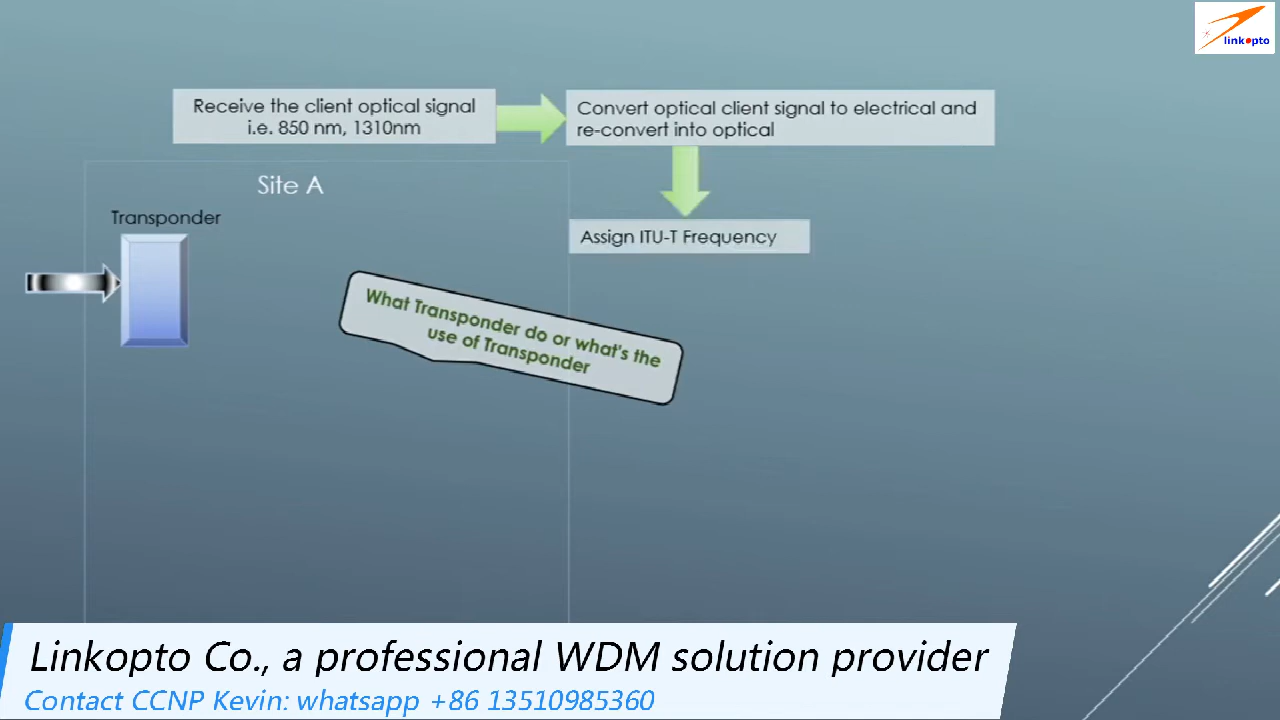 linkopto
Receive the client optical signal
i.e. 850 nm, 1310nm
Convert optical client signal to electrical and
re-convert into optical
Site A
Transponder
Assign ITU-T Frequency
What Transponder do or what's the
use of Transponder
Linkopto Co., a professional WDM solution provider
Contact CCNP Kevin: whatsapp +86 13510985360